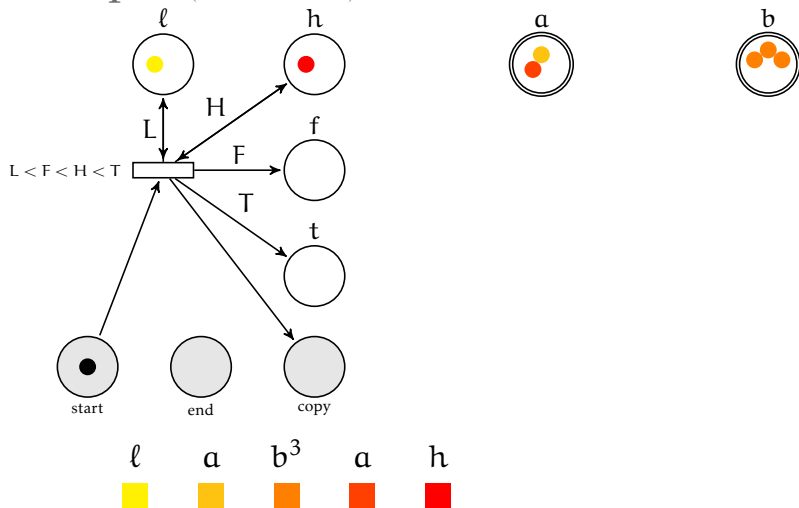 ℓ h a b
H
L
f
F
L < F < H < T
T
t
start end copy
ℓ a b³ a h